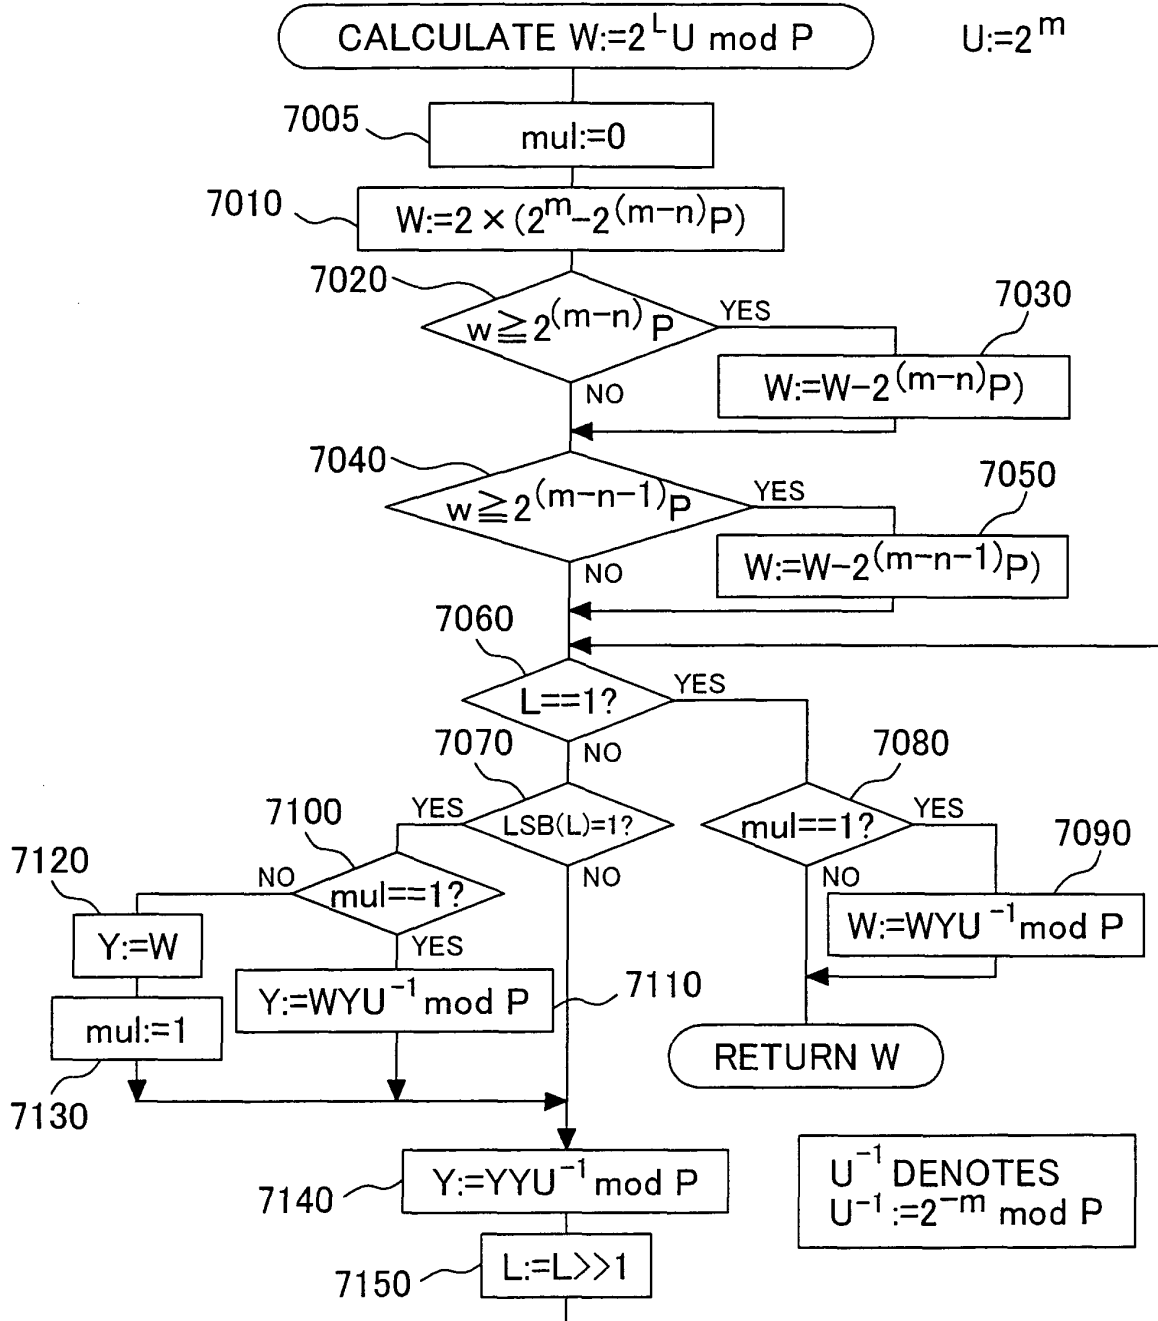 CALCULATE W:=2^L U mod P
U:=2^m
7005
mul:=0
7010
W:=2×(2^m-2^(m-n)P)
7020
w≧2^(m-n)P
YES
NO
7030
W:=W-2^(m-n)P)
7040
w≧2^(m-n-1)P
YES
NO
7050
W:=W-2^(m-n-1)P)
7060
L==1?
YES
NO
7070
LSB(L)=1?
YES
NO
7080
mul==1?
YES
NO
7090
W:=WYU^-1 mod P
RETURN W
7100
mul==1?
NO
YES
7120
Y:=W
7110
Y:=WYU^-1 mod P
mul:=1
7130
7140
Y:=YYU^-1 mod P
7150
L:=L>>1
U^-1 DENOTES
U^-1 :=2^-m mod P